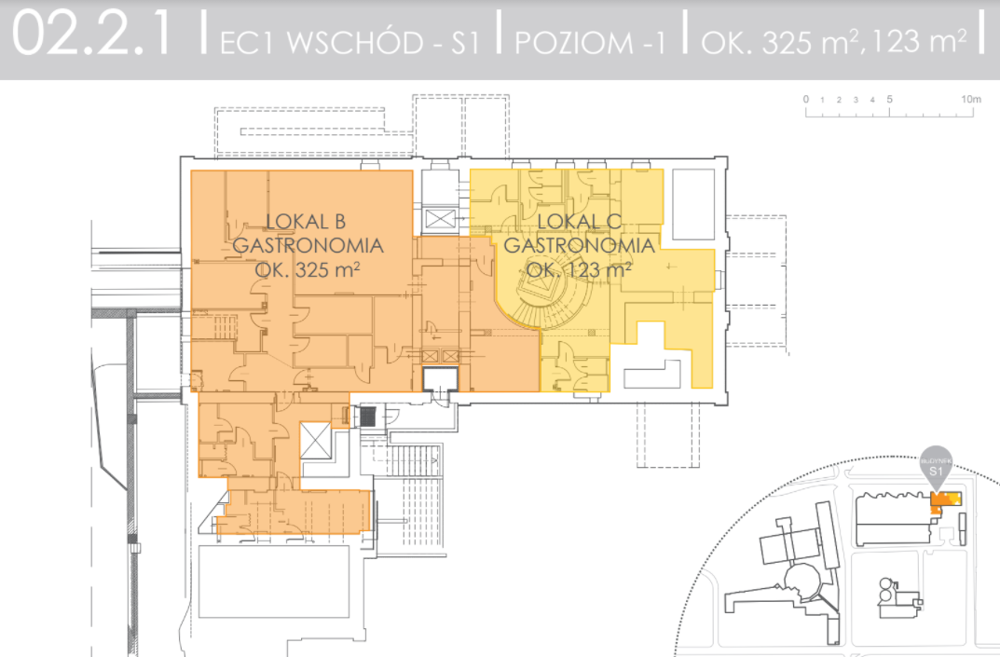 02.2.1 | EC1 WSCHÓD - S1 | POZIOM -1 | OK. 325 m², 123 m² |
0 1 2 3 4 5 10m
LOKAL B
GASTRONOMIA
OK. 325 m²
LOKAL C
GASTRONOMIA
OK. 123 m²
BUDYNEK
S1